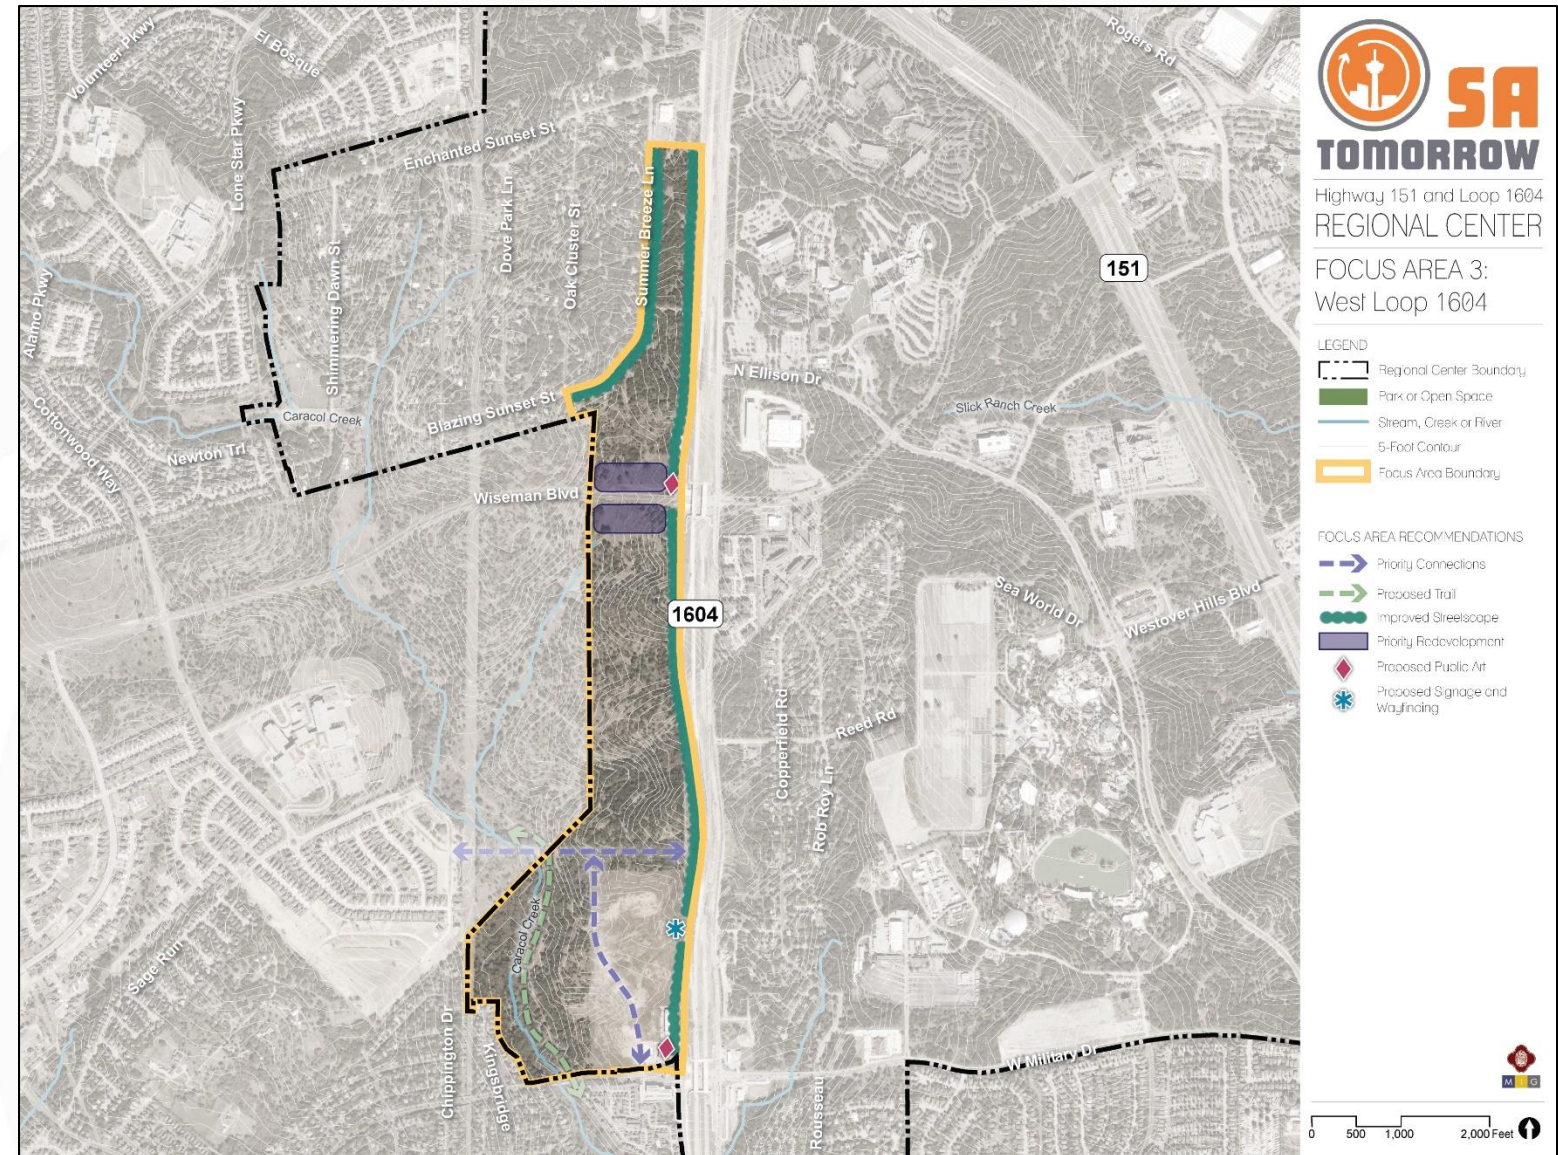 Volunteer Pkwy
El Bosque
Rogers Rd
Lone Star Pkwy
Enchanted Sunset St
Dove Park Ln
Oak Cluster St
Summer Breeze Ln
Shimmering Dawn St
Alamo Pkwy
151
N Ellison Dr
Slick Ranch Creek
Caracol Creek
Blazing Sunset St
Cottonwood Way
Newton Trl
Wiseman Blvd
1604
Sea World Dr
Westover Hills Blvd
Copperfield Rd
Reed Rd
Rob Roy Ln
Caracol Creek
Sage Run
Chippington Dr
Kingsbridge
W Military Dr
Rousseau
SA
TOMORROW
Highway 151 and Loop 1604
REGIONAL CENTER
FOCUS AREA 3:
West Loop 1604
LEGEND
Regional Center Boundary
Park or Open Space
Stream, Creek or River
5-Foot Contour
Focus Area Boundary
FOCUS AREA RECOMMENDATIONS
Priority Connections
Proposed Trail
Improved Streetscape
Priority Redevelopment
Proposed Public Art
Proposed Signage and
Wayfinding
M I G
0 500 1,000 2,000 Feet